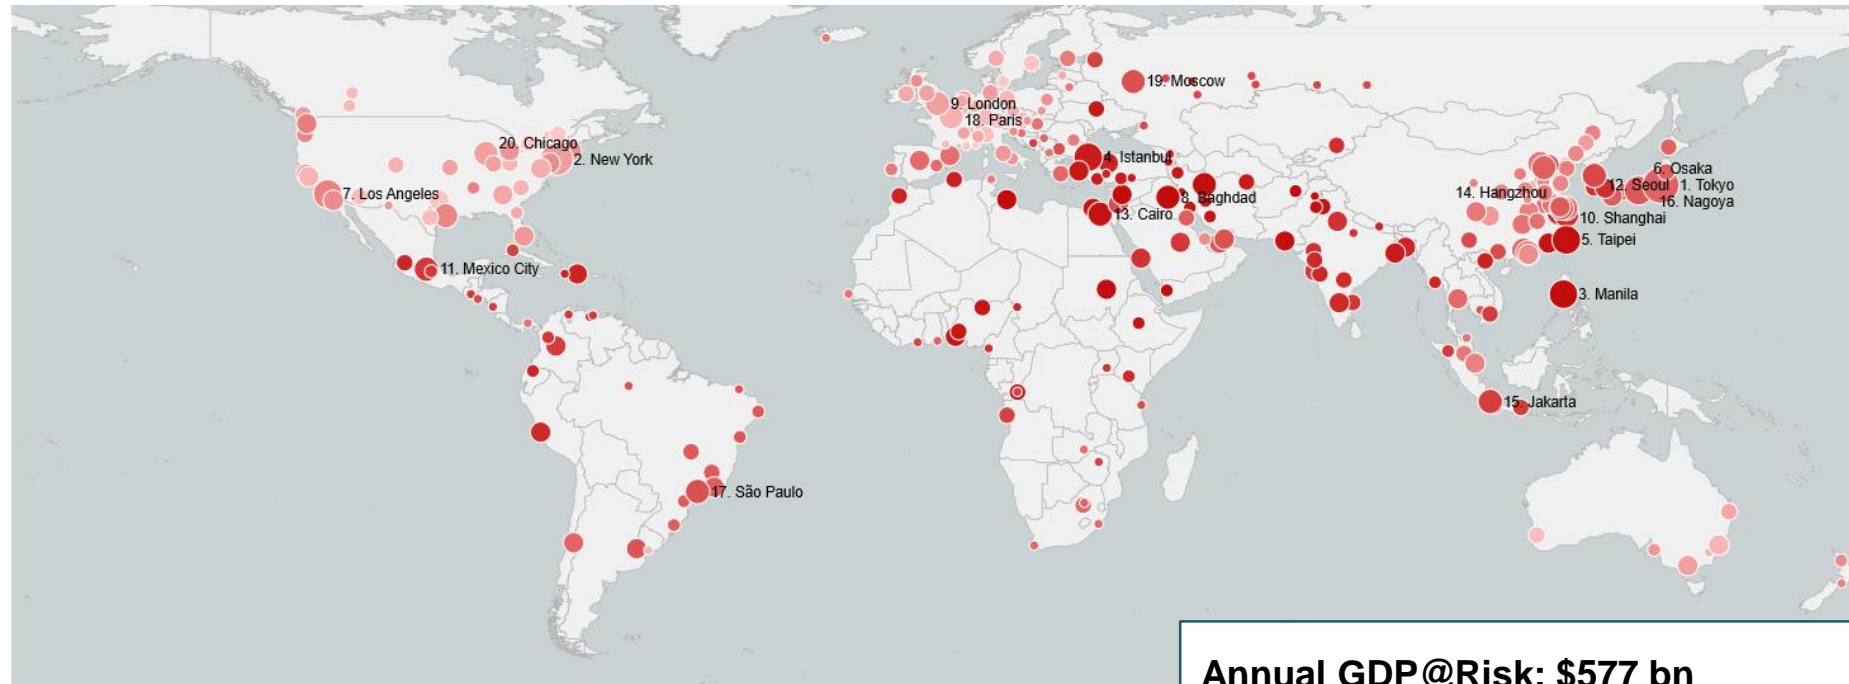 19. Moscow
9. London
18. Paris
20. Chicago
2. New York
4. Istanbul
6. Osaka
7. Los Angeles
12. Seoul
1. Tokyo
14. Hangzhou
8. Baghdad
16. Nagoya
13. Cairo
10. Shanghai
5. Taipei
11. Mexico City
3. Manila
15. Jakarta
17. São Paulo
Annual GDP@Risk: $577 bn